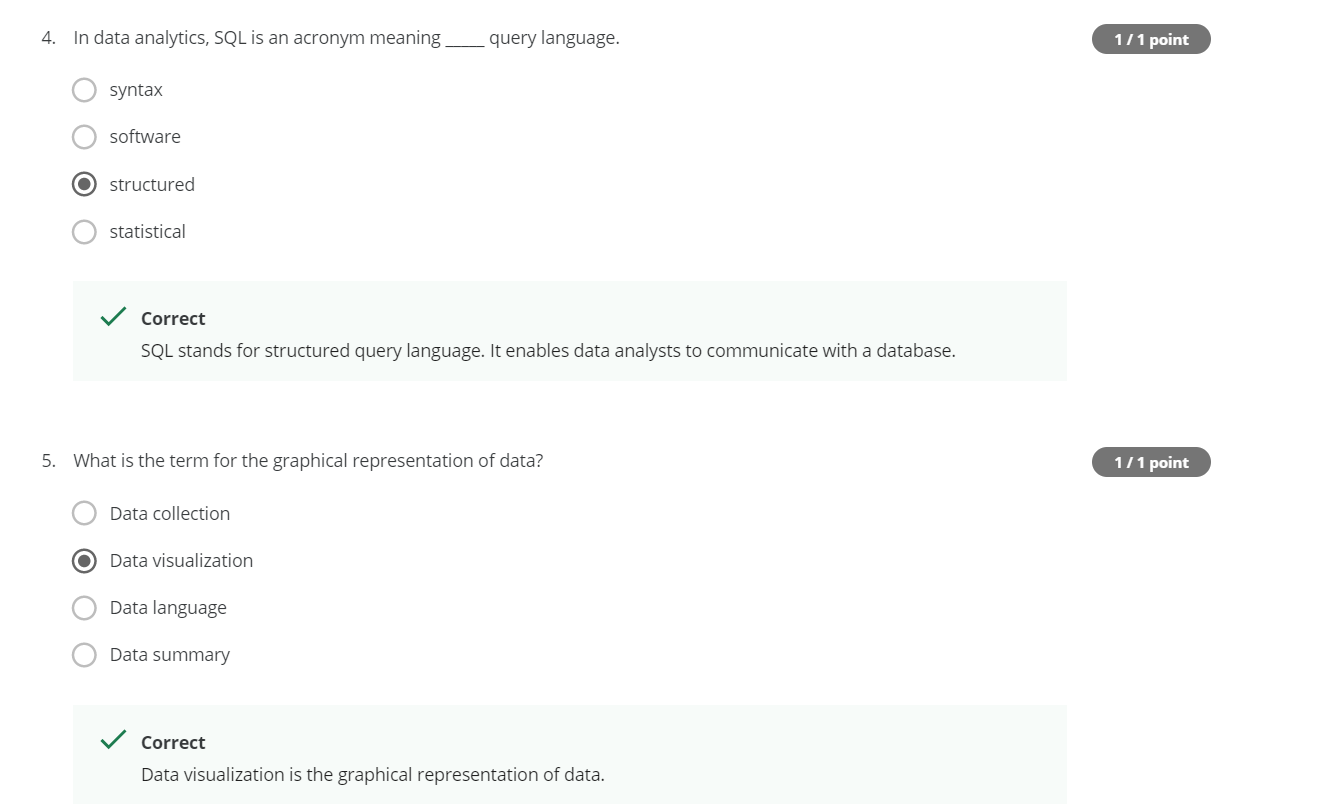 4. In data analytics, SQL is an acronym meaning _____ query language.
1 / 1 point
syntax
software
structured
statistical
Correct
SQL stands for structured query language. It enables data analysts to communicate with a database.
5. What is the term for the graphical representation of data?
1 / 1 point
Data collection
Data visualization
Data language
Data summary
Correct
Data visualization is the graphical representation of data.